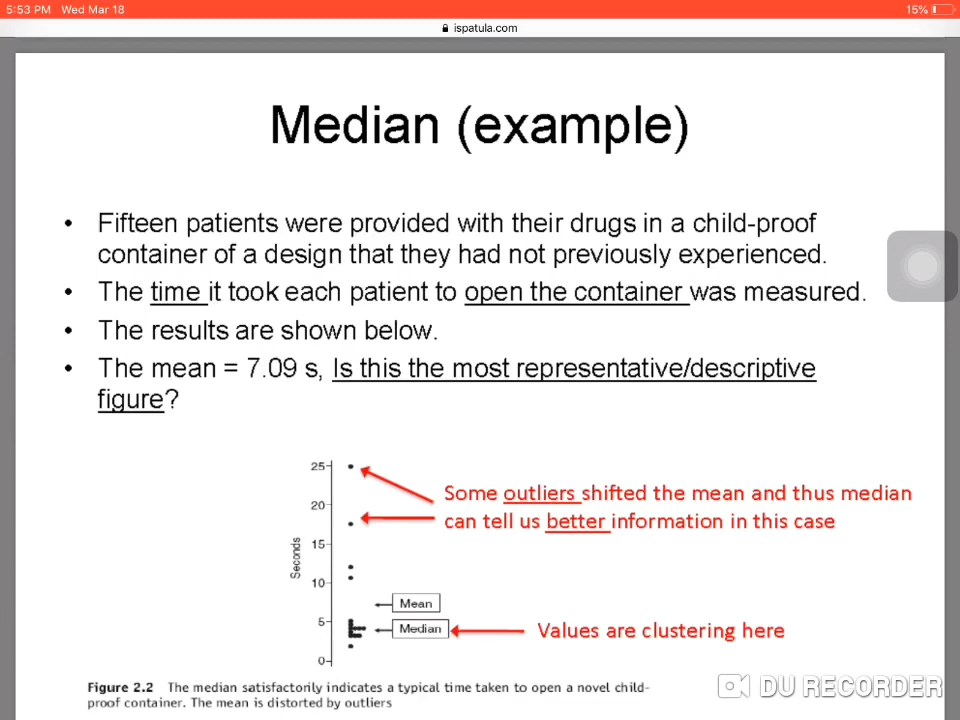 5:53 PM Wed Mar 18
15%
ispatula.com
Median (example)
• Fifteen patients were provided with their drugs in a child-proof
container of a design that they had not previously experienced.
• The time it took each patient to open the container was measured.
• The results are shown below.
• The mean = 7.09 s, Is this the most representative/descriptive
figure?
25
Some outliers shifted the mean and thus median
20
can tell us better information in this case
15
Seconds
10
Mean
5
Median
Values are clustering here
0
Figure 2.2 The median satisfactorily indicates a typical time taken to open a novel child-
proof container. The mean is distorted by outliers
DU RECORDER